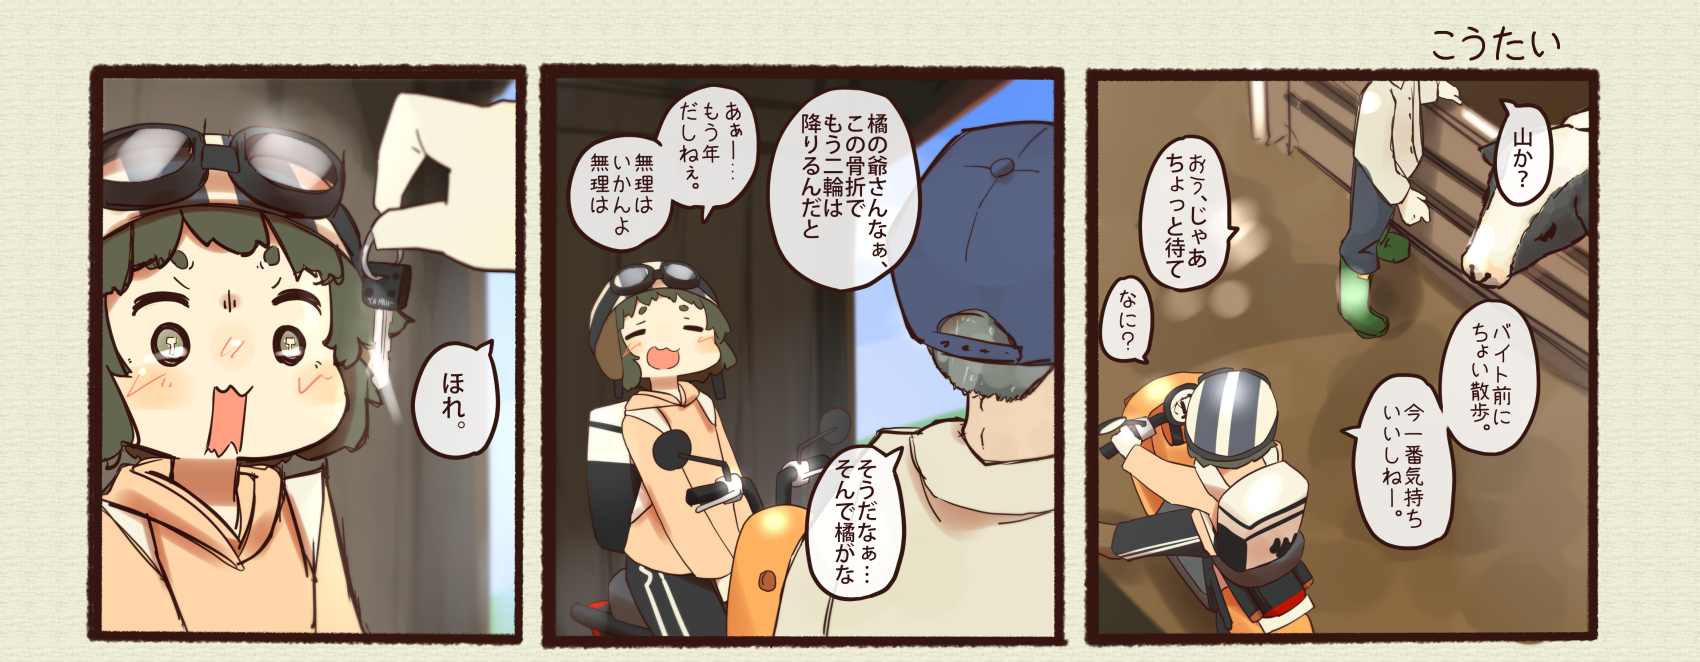 こうたい
山か?
バイト前に
ちょい散歩。
今一番気持ち
いいしねー。
おぅ、じゃあ
ちょっと待て
なに?
橘の爺さんなぁ、
この骨折で
もう二輪は
降りるんだと
あぁー…
もう年
だしねぇ。
無理は
いかんよ
無理は
そうだなぁ…
そんで橘がな
ほれ。